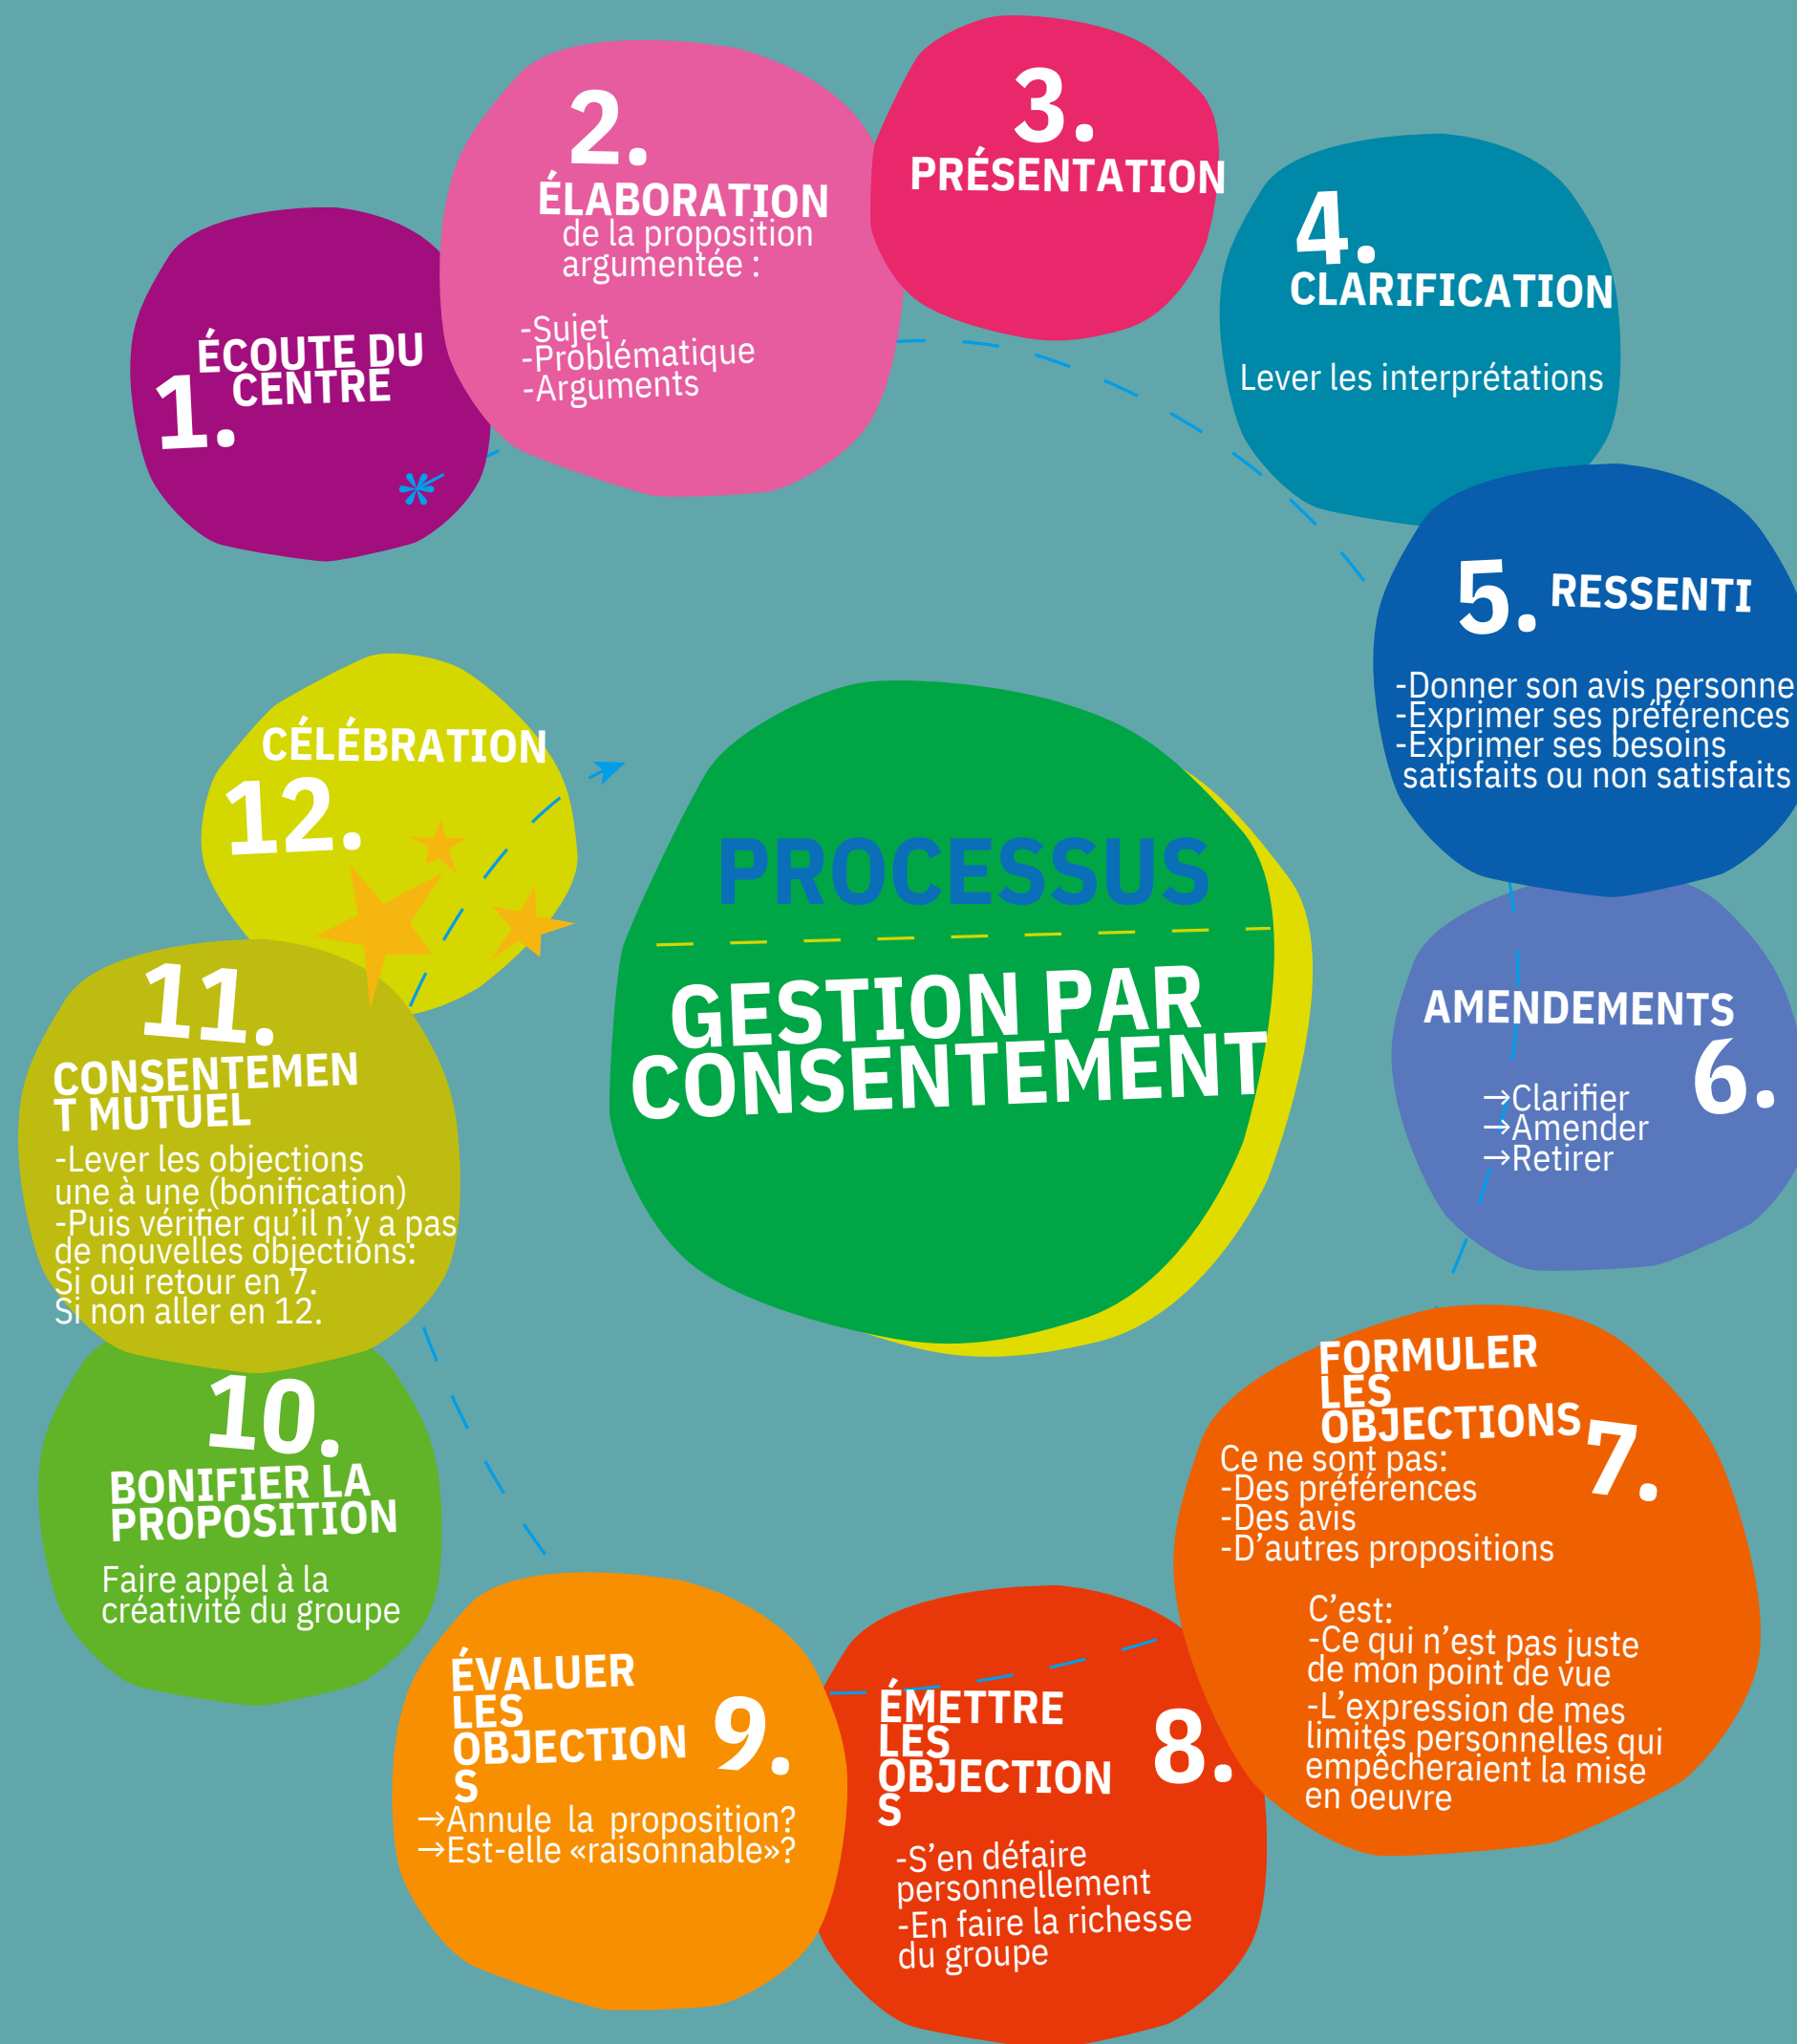 1.
ÉCOUTE DU
CENTRE
2.
ÉLABORATION
de la proposition
argumentée :
-Sujet
-Problématique
-Arguments
3.
PRÉSENTATION
4.
CLARIFICATION
Lever les interprétations
5.
RESSENTI
-Donner son avis personne
-Exprimer ses préférences
-Exprimer ses besoins
satisfaits ou non satisfaits
PROCESSUS
GESTION PAR
CONSENTEMENT
AMENDEMENTS
6.
→Clarifier
→Amender
→Retirer
FORMULER
LES
OBJECTIONS
7.
Ce ne sont pas:
-Des préférences
-Des avis
-D’autres propositions
C’est:
-Ce qui n’est pas juste
de mon point de vue
-L’expression de mes
limites personnelles qui
empêcheraient la mise
en oeuvre
ÉMETTRE
LES
OBJECTION
S
8.
-S’en défaire
personnellement
-En faire la richesse
du groupe
ÉVALUER
LES
OBJECTION
S
9.
→Annule la proposition?
→Est-elle «raisonnable»?
10.
BONIFIER LA
PROPOSITION
Faire appel à la
créativité du groupe
11.
CONSENTEMEN
T MUTUEL
-Lever les objections
une à une (bonification)
-Puis vérifier qu’il n’y a pas
de nouvelles objections:
Si oui retour en 7.
Si non aller en 12.
CÉLÉBRATION
12.